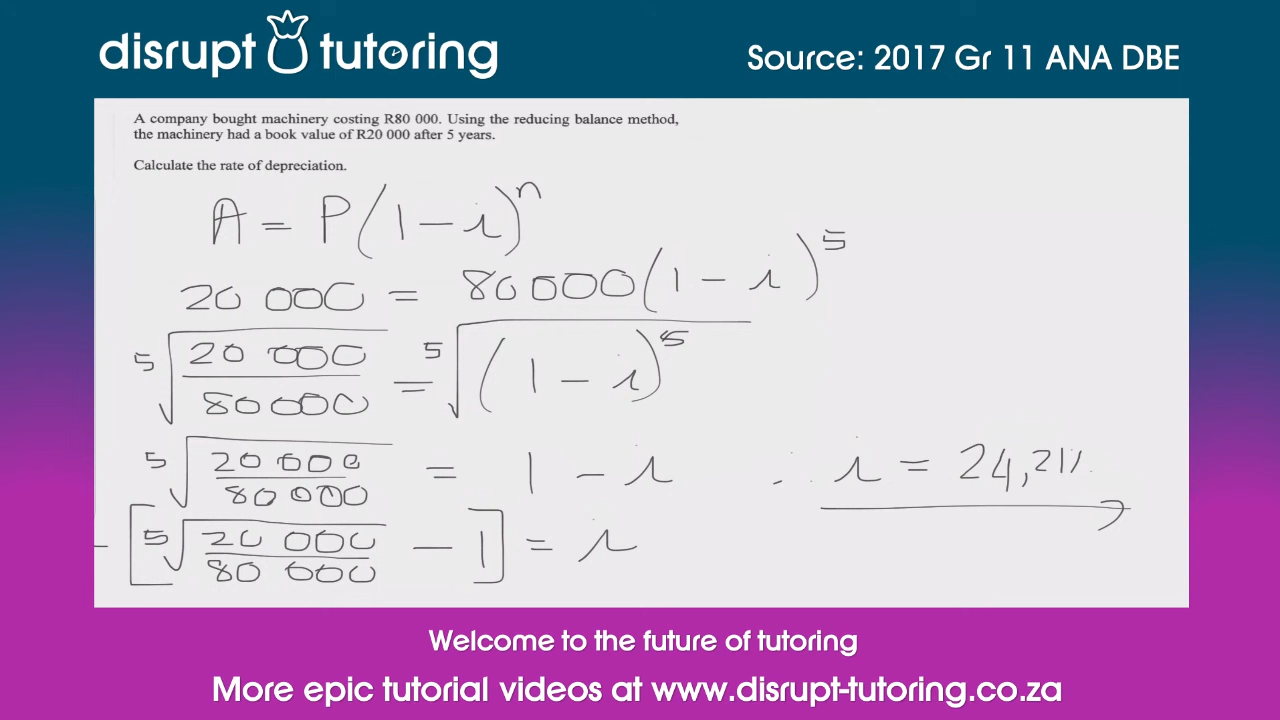 disrupt tutoring
Source: 2017 Gr 11 ANA DBE
A company bought machinery costing R80 000. Using the reducing balance method,
the machinery had a book value of R20 000 after 5 years.
Calculate the rate of depreciation.
A = P(1 - i)^n
20 000 = 80000(1 - i)^5
5√(20 000/80000) = 5√((1 - i)^5)
5√(20 000/80 000) = 1 - i
∴ i = 24,21%
-[5√(20 000/80 000) - 1] = i
Welcome to the future of tutoring
More epic tutorial videos at www.disrupt-tutoring.co.za